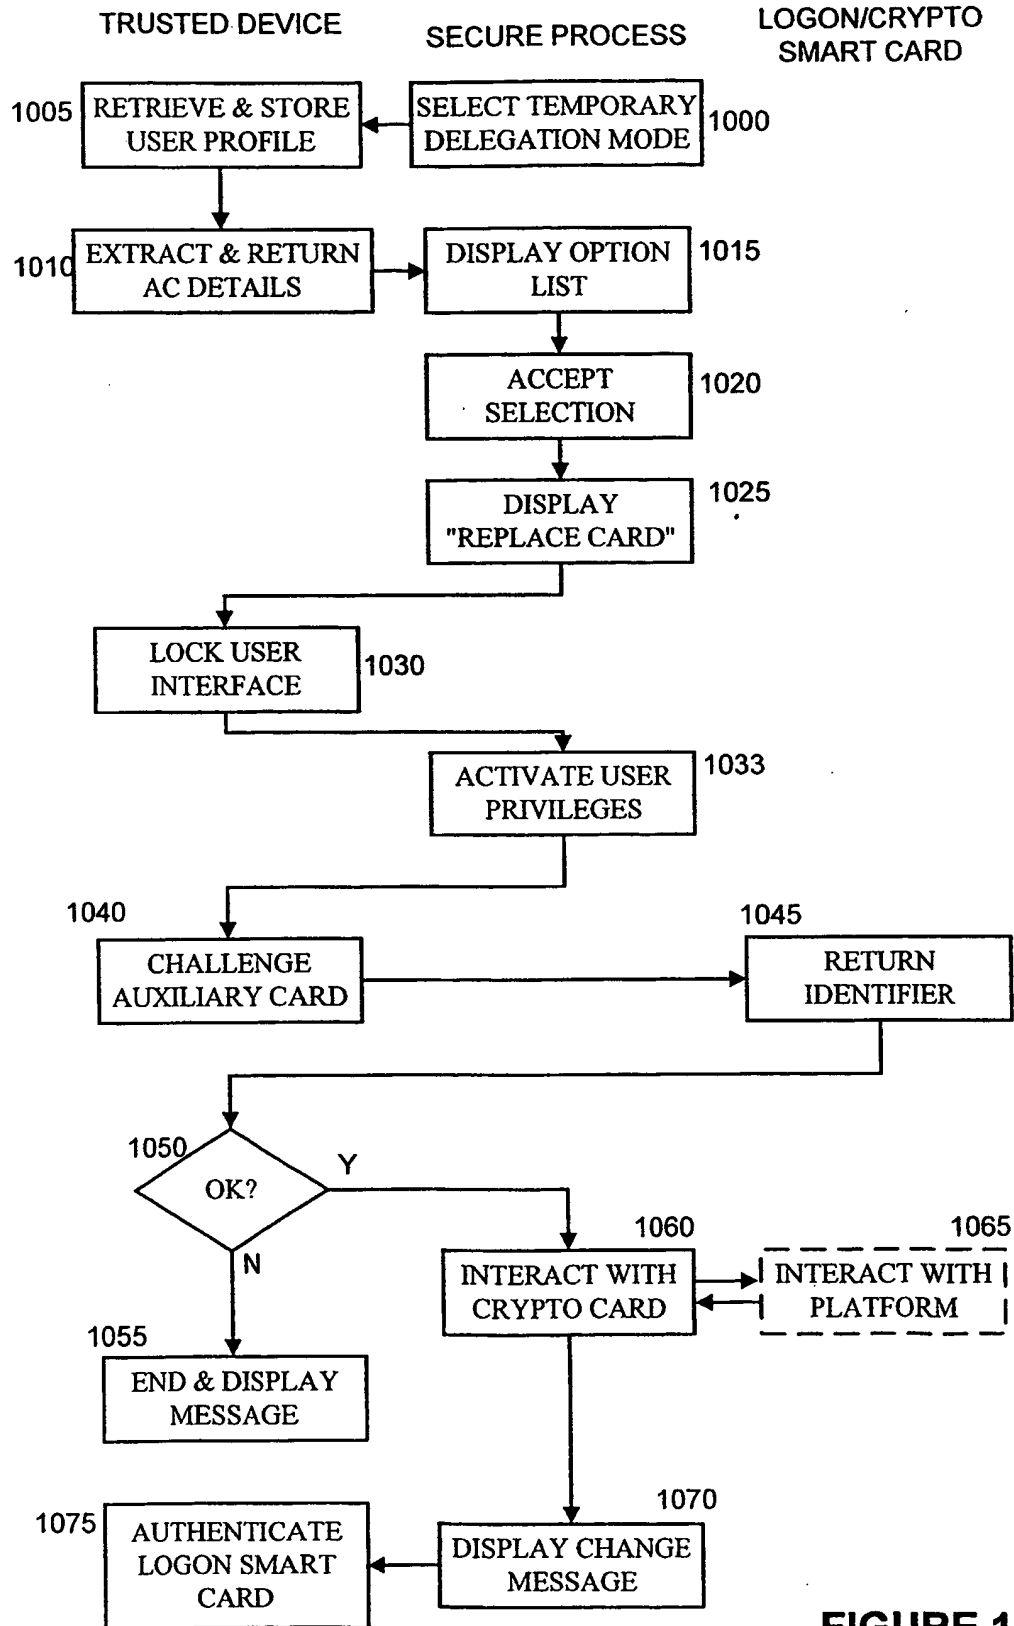 TRUSTED DEVICE
SECURE PROCESS
LOGON/CRYPTO
SMART CARD
1005
RETRIEVE & STORE
USER PROFILE
SELECT TEMPORARY
DELEGATION MODE
1000
1010
EXTRACT & RETURN
AC DETAILS
DISPLAY OPTION
LIST
1015
ACCEPT
SELECTION
1020
DISPLAY
"REPLACE CARD"
1025
LOCK USER
INTERFACE
1030
ACTIVATE USER
PRIVILEGES
1033
1040
CHALLENGE
AUXILIARY CARD
1045
RETURN
IDENTIFIER
1050
OK?
Y
N
1060
INTERACT WITH
CRYPTO CARD
1065
INTERACT WITH
PLATFORM
1055
END & DISPLAY
MESSAGE
1070
DISPLAY CHANGE
MESSAGE
1075
AUTHENTICATE
LOGON SMART
CARD
FIGURE 1